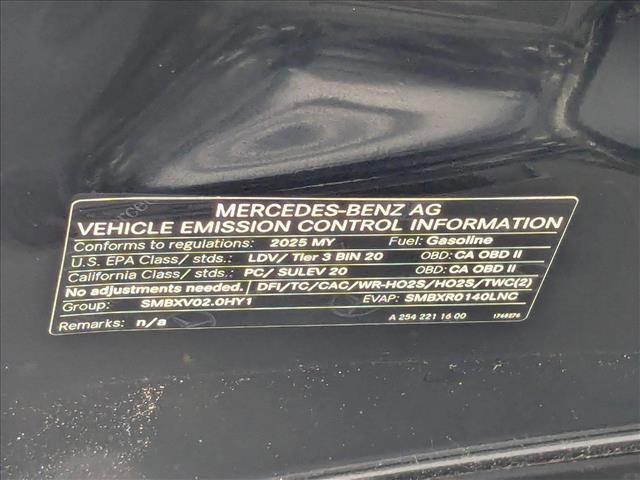 MERCEDES-BENZ AG
VEHICLE EMISSION CONTROL INFORMATION
Conforms to regulations: 2025 MY Fuel: Gasoline
U.S. EPA Class/ stds.: LDV/ Tier 3 BIN 20 OBD: CA OBD II
California Class/ stds.: PC/ SULEV 20 OBD: CA OBD II
No adjustments needed. DFI/TC/CAC/WR-HO2S/HO2S/TWC(2)
Group: SMBXV02.0HY1 EVAP: SMBXR0140LNC
Remarks: n/a A 254 221 16 00